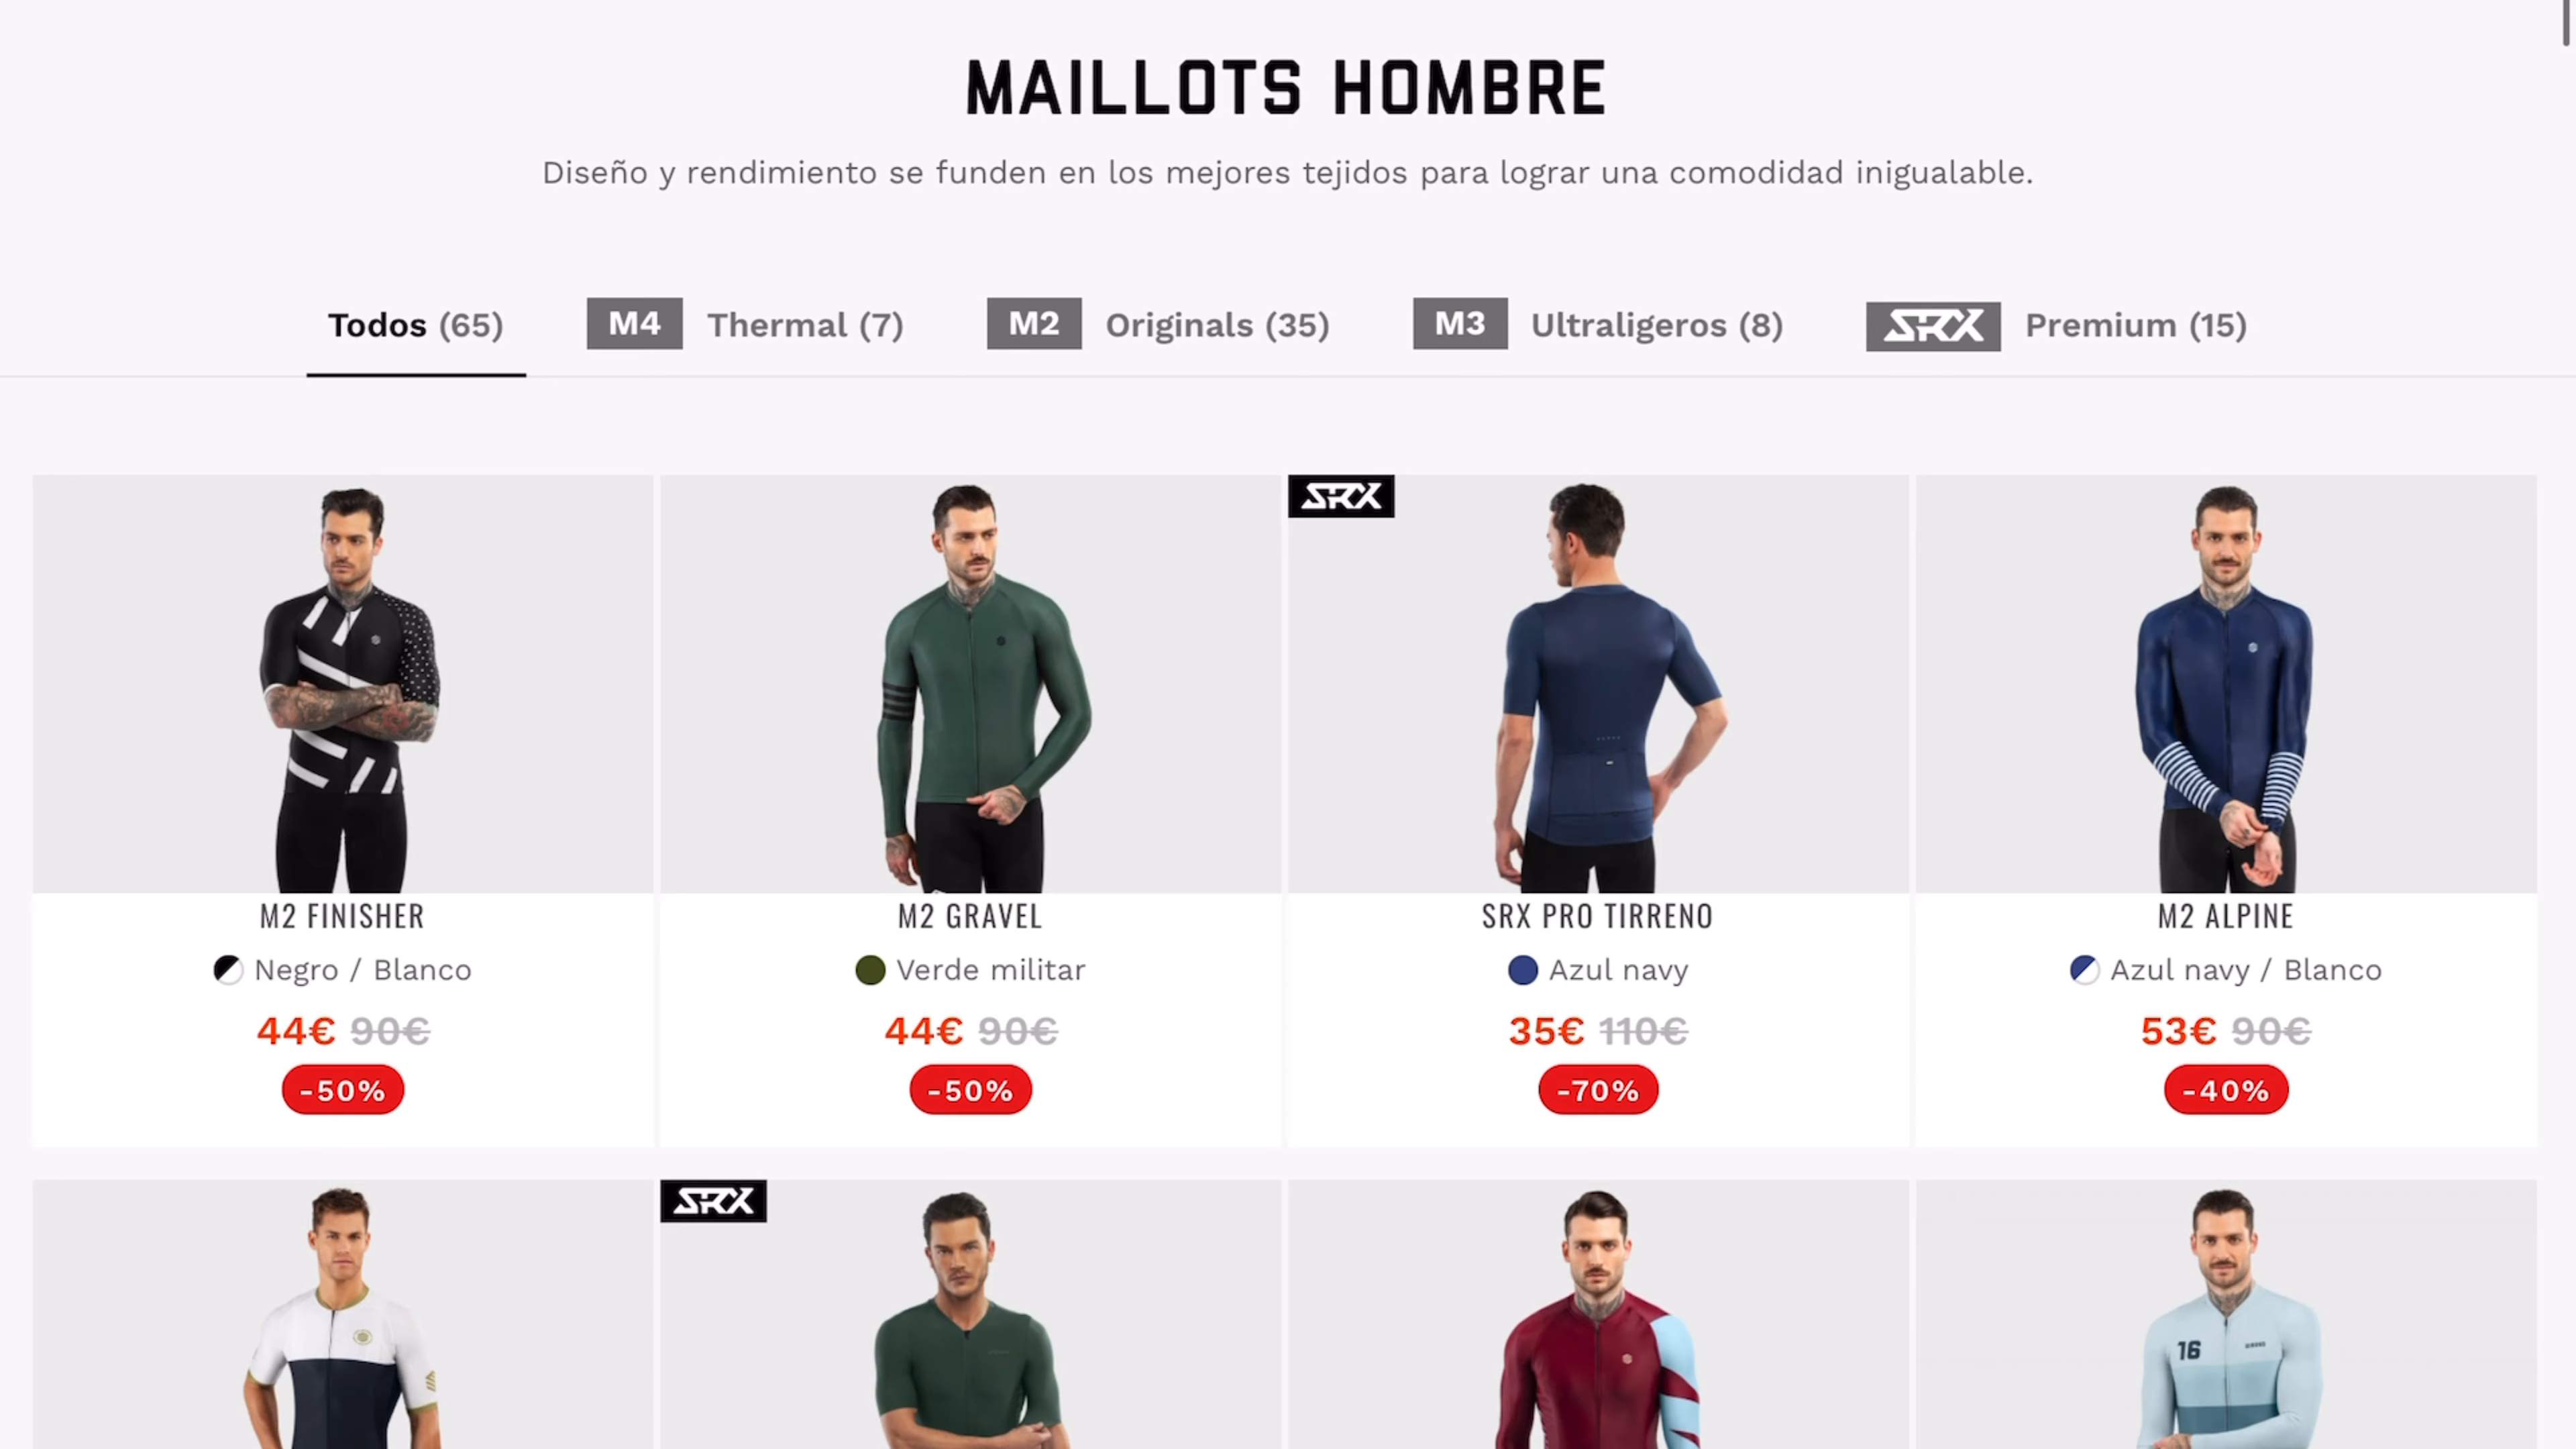 MAILLOTS HOMBRE
Diseño y rendimiento se funden en los mejores tejidos para lograr una comodidad inigualable.
Todos (65) M4 Thermal (7) M2 Originals (35) M3 Ultraligeros (8) SRX Premium (15)
SRX
M2 FINISHER
Negro / Blanco
44€ 90€
-50%
M2 GRAVEL
Verde militar
44€ 90€
-50%
SRX PRO TIRRENO
Azul navy
35€ 110€
-70%
M2 ALPINE
Azul navy / Blanco
53€ 90€
-40%
SRX
16